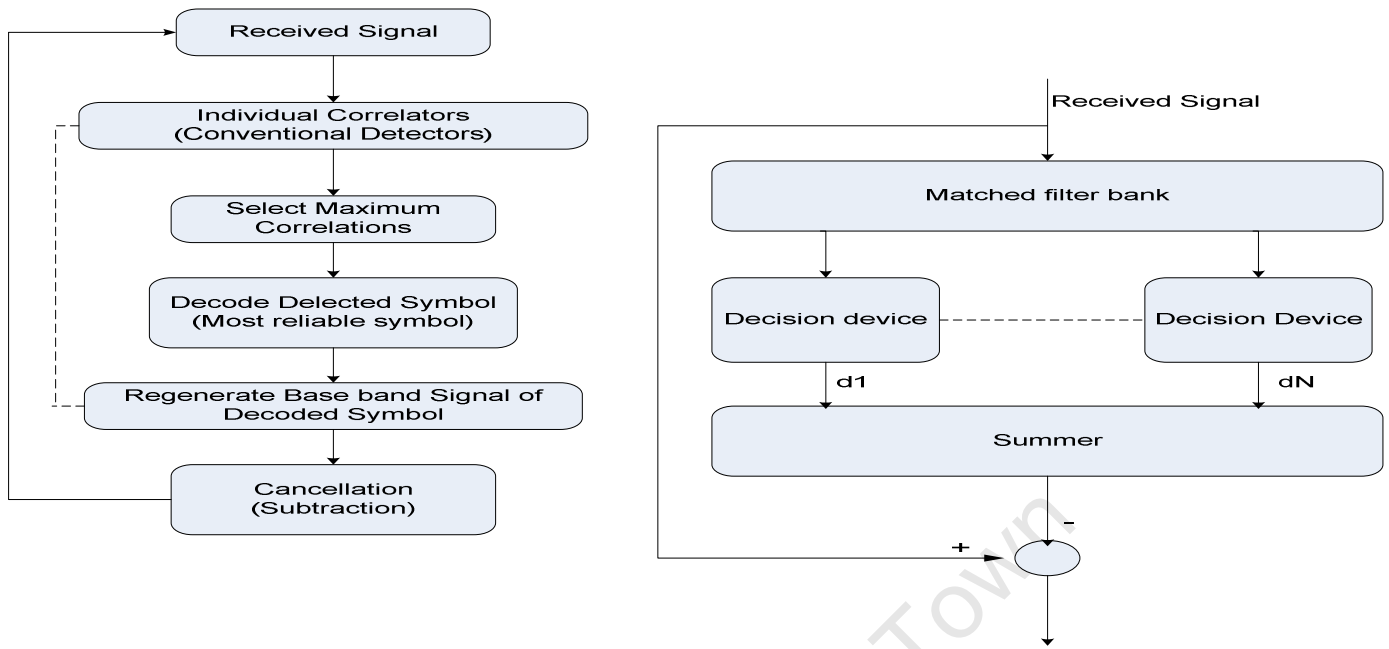 Received Signal
Individual Correlators
(Conventional Detectors)
Select Maximum
Correlations
Decode Delected Symbol
(Most reliable symbol)
Regenerate Base band Signal of
Decoded Symbol
Cancellation
(Subtraction)
Received Signal
Matched filter bank
Decision device
Decision Device
d1
dN
Summer
-
+
Town